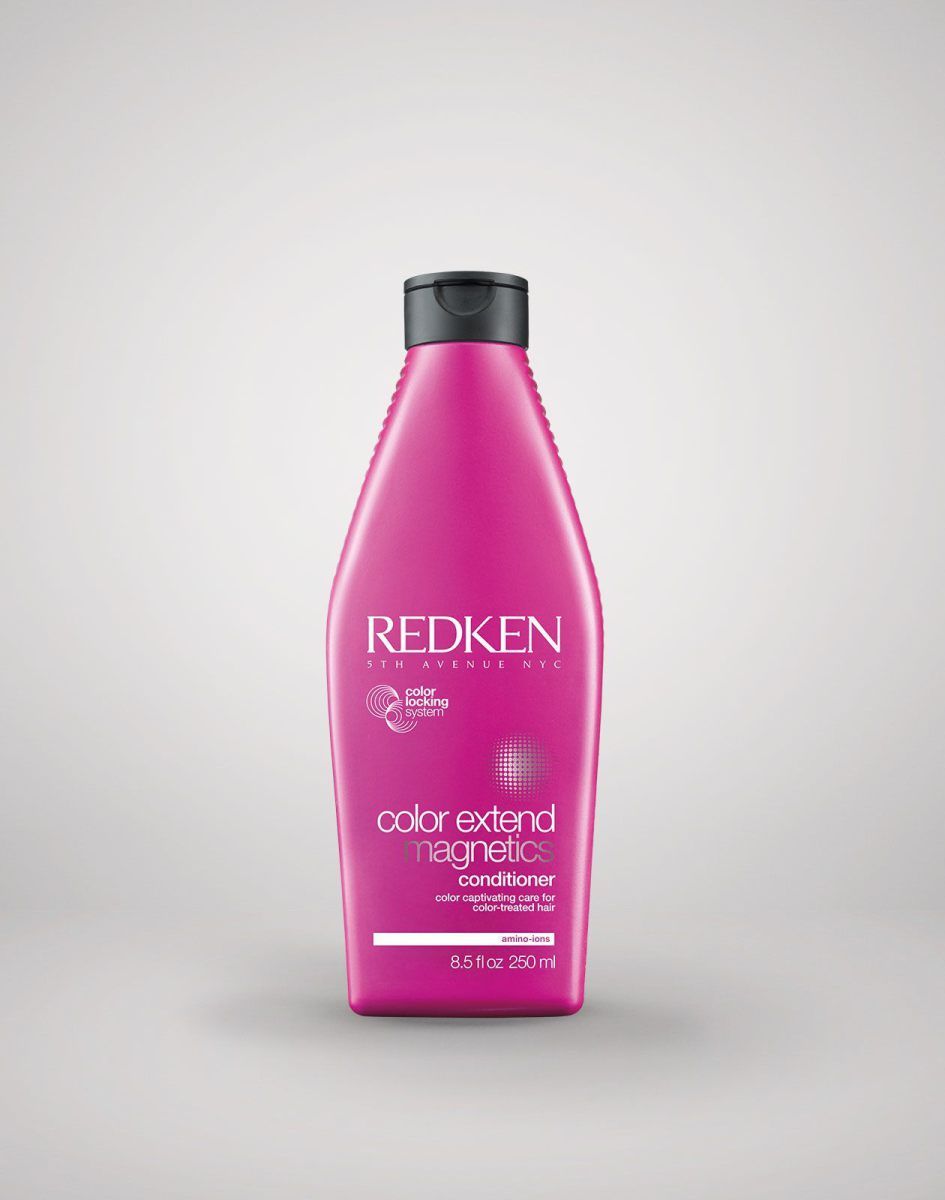 REDKEN
5TH AVENUE NYC
color
locking
system
color extend
magnetics
conditioner
color captivating care for
color-treated hair
amino-ions
8.5 fl oz 250 ml